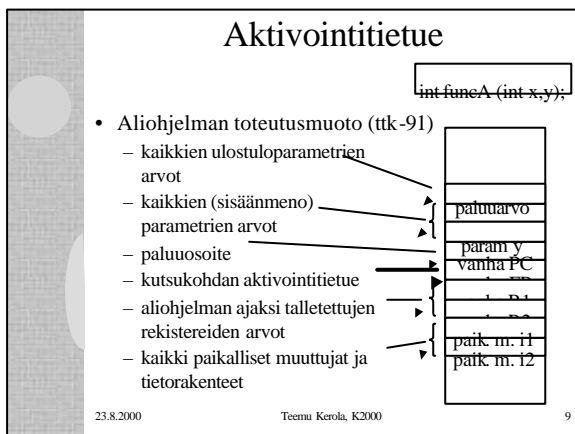 Aktivointitietue
int funcA (int x,y);
• Aliohjelman toteutusmuoto (ttk-91)
– kaikkien ulostuloparametrien
arvot
– kaikkien (sisäänmeno)
parametrien arvot
– paluuosoite
– kutsukohdan aktivointitietue
– aliohjelman ajaksi talletettujen
rekistereiden arvot
– kaikki paikalliset muuttujat ja
tietorakenteet
paluuarvo
param y
vanha PC
paik. m. i1
paik. m. i2
23.8.2000
Teemu Kerola, K2000
9